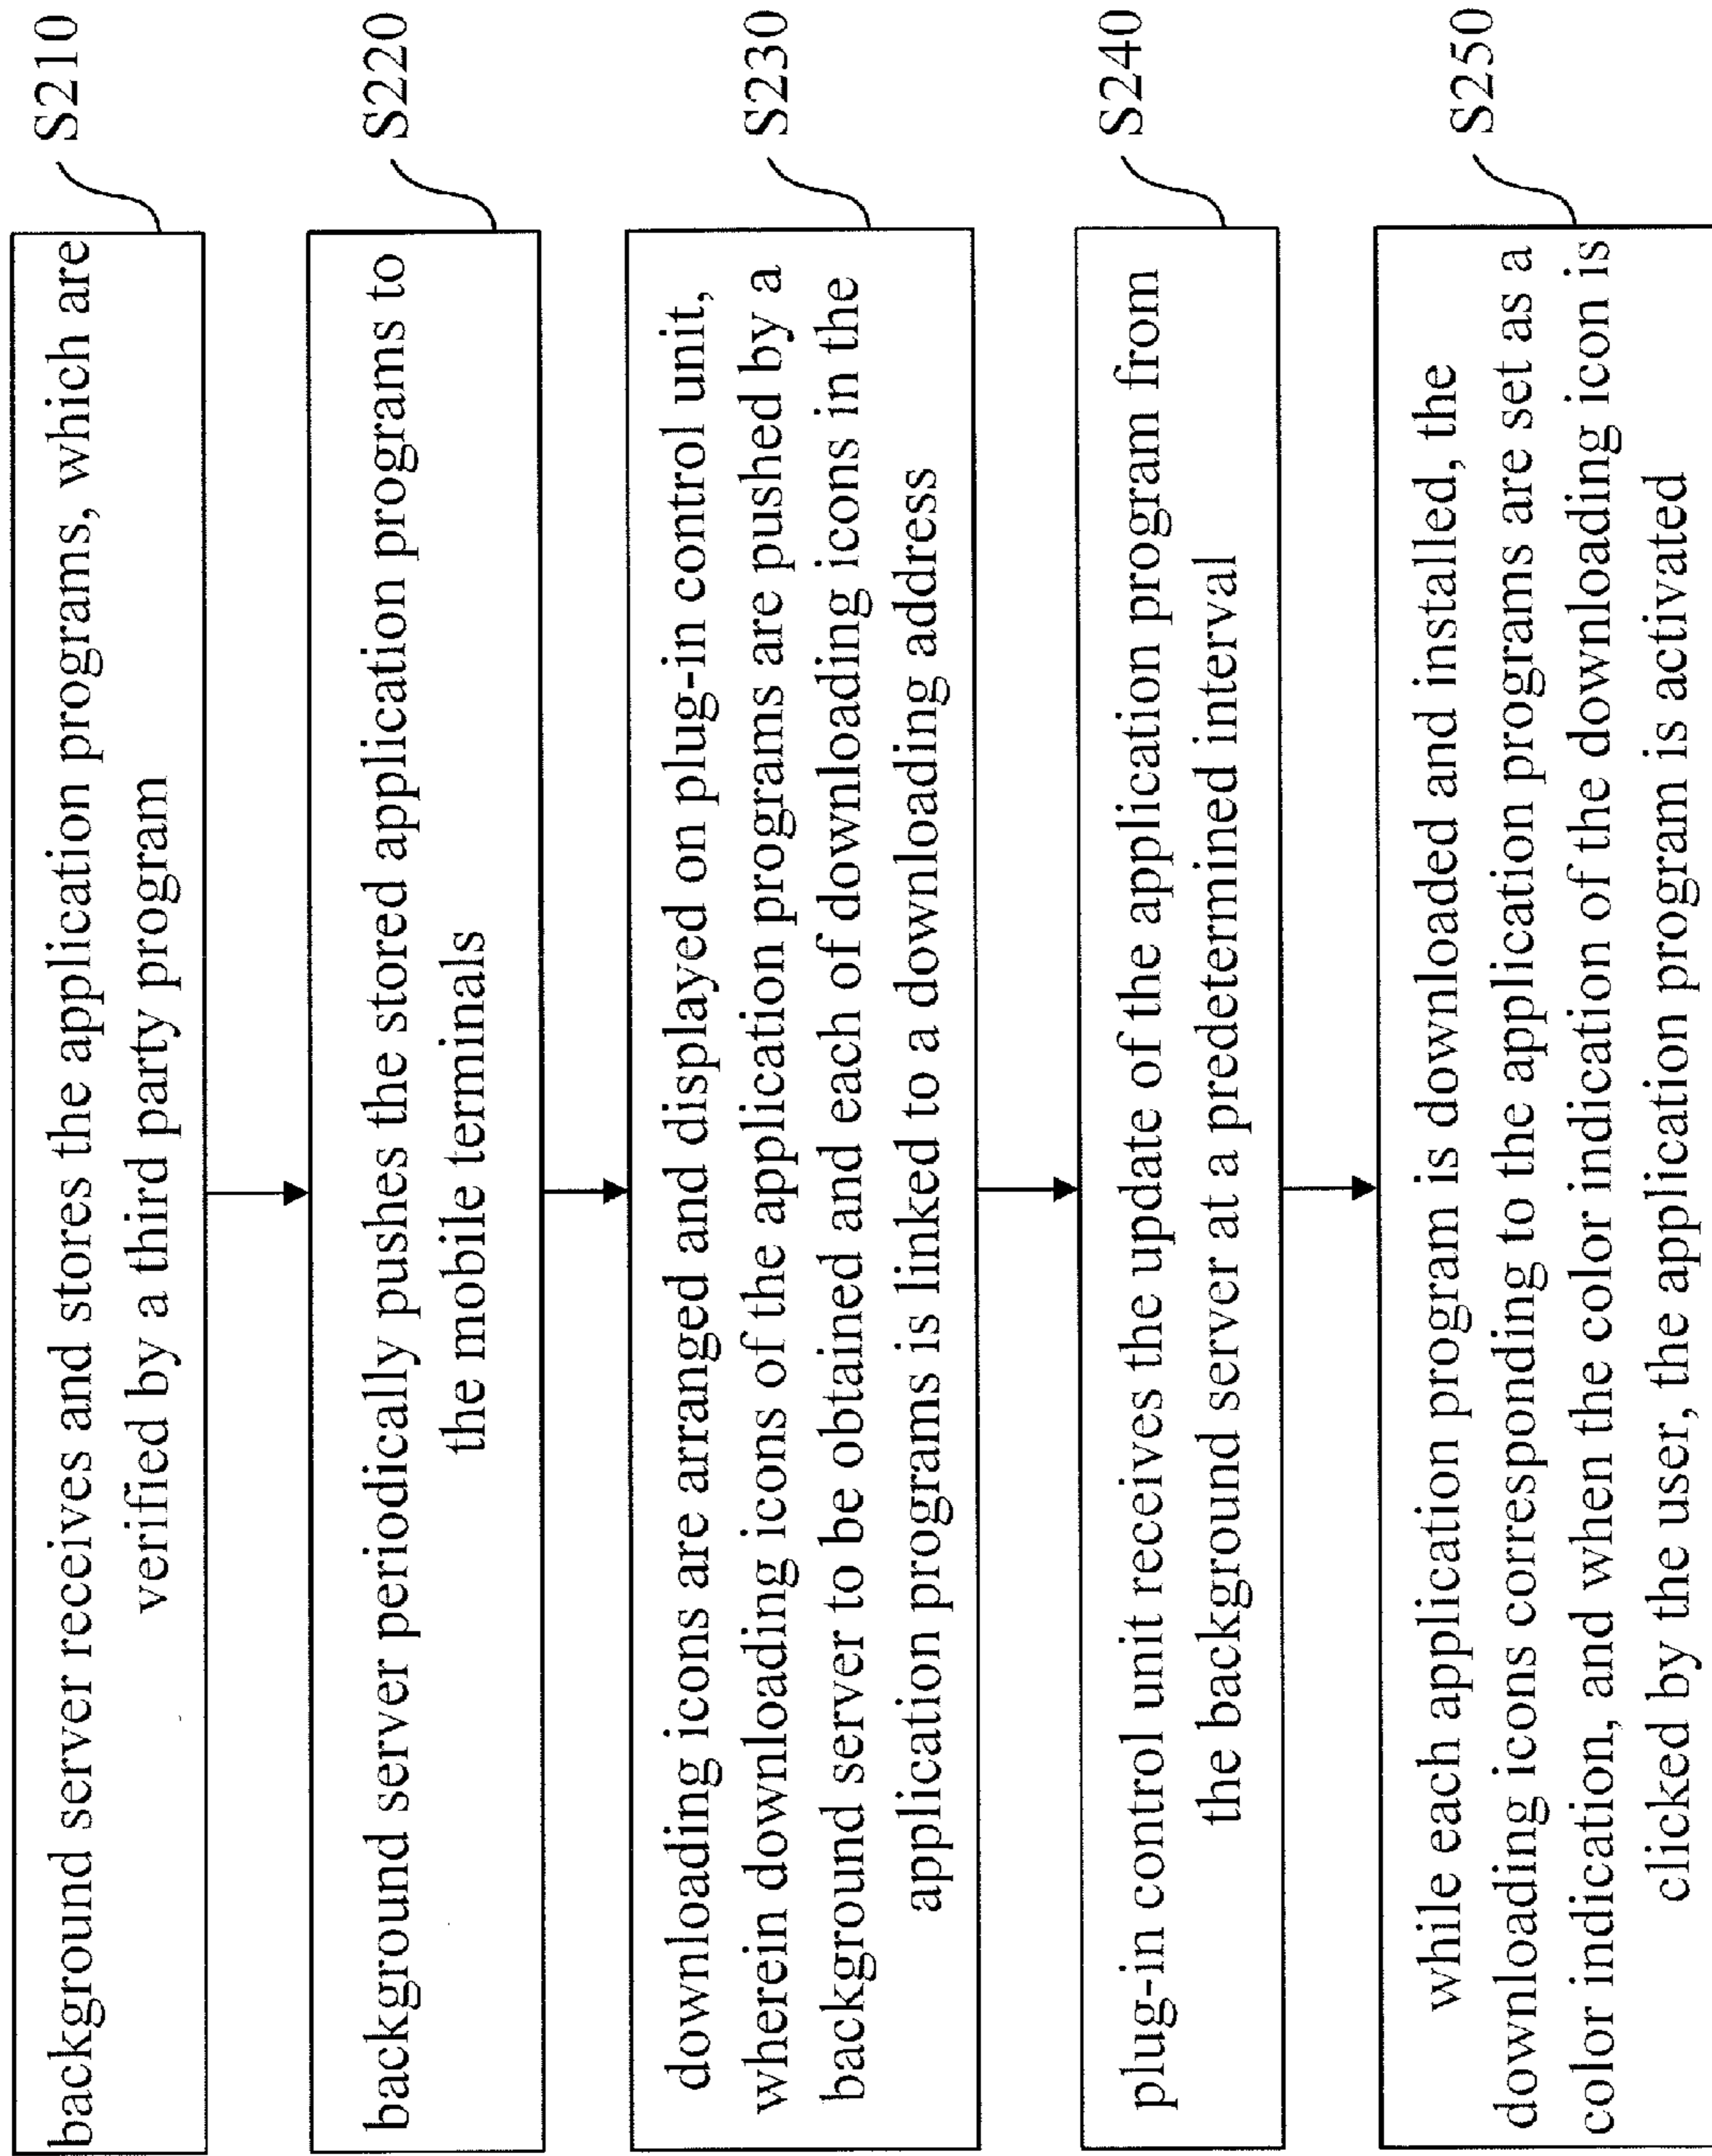 background server receives and stores the application programs, which are
verified by a third party program
S210
background server periodically pushes the stored application programs to
the mobile terminals
S220
downloading icons are arranged and displayed on plug-in control unit,
wherein downloading icons of the application programs are pushed by a
background server to be obtained and each of downloading icons in the
application programs is linked to a downloading address
S230
plug-in control unit receives the update of the application program from
the background server at a predetermined interval
S240
while each application program is downloaded and installed, the
downloading icons corresponding to the application programs are set as a
color indication, and when the color indication of the downloading icon is
clicked by the user, the application program is activated
S250